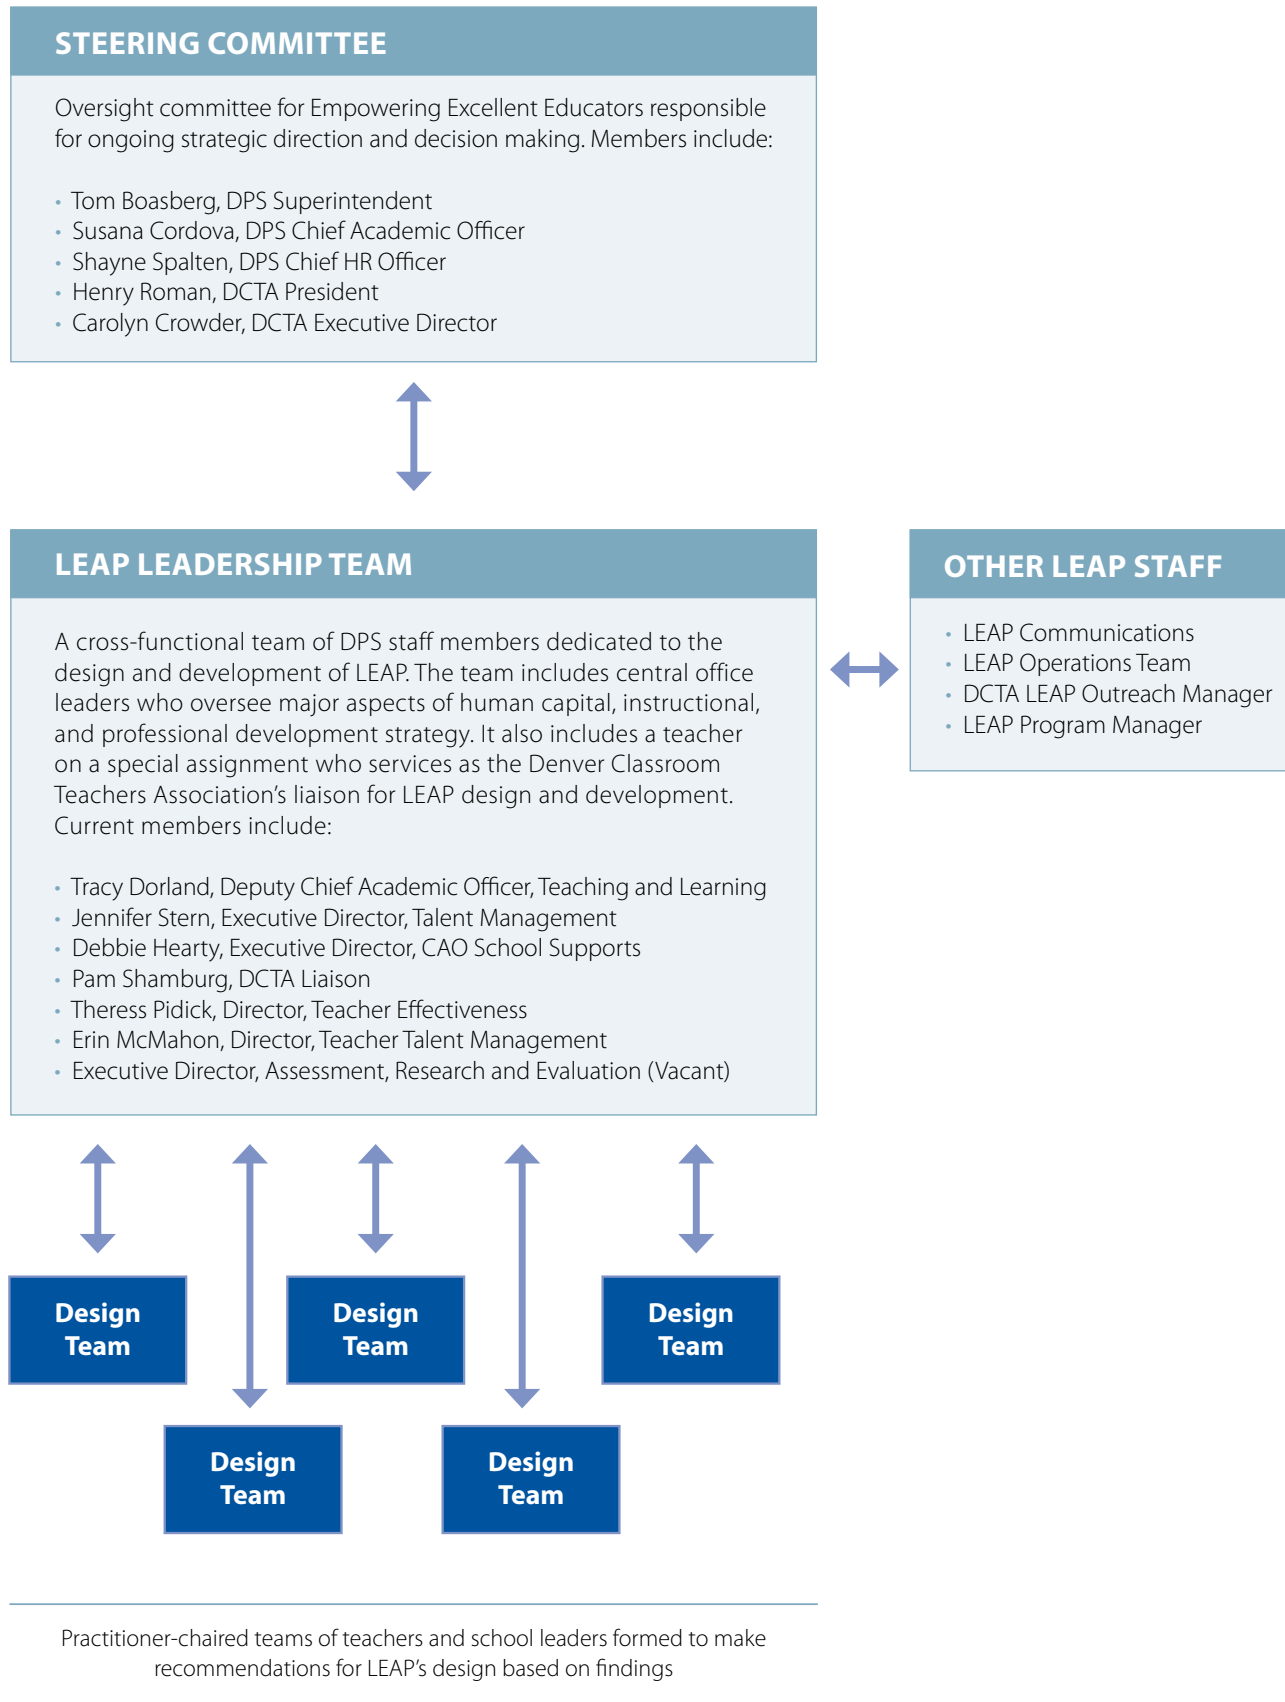 STEERING COMMITTEE
Oversight committee for Empowering Excellent Educators responsible
for ongoing strategic direction and decision making. Members include:
• Tom Boasberg, DPS Superintendent
• Susana Cordova, DPS Chief Academic Officer
• Shayne Spalten, DPS Chief HR Officer
• Henry Roman, DCTA President
• Carolyn Crowder, DCTA Executive Director
LEAP LEADERSHIP TEAM
A cross-functional team of DPS staff members dedicated to the
design and development of LEAP. The team includes central office
leaders who oversee major aspects of human capital, instructional,
and professional development strategy. It also includes a teacher
on a special assignment who services as the Denver Classroom
Teachers Association's liaison for LEAP design and development.
Current members include:
• Tracy Dorland, Deputy Chief Academic Officer, Teaching and Learning
• Jennifer Stern, Executive Director, Talent Management
• Debbie Hearty, Executive Director, CAO School Supports
• Pam Shamburg, DCTA Liaison
• Theress Pidick, Director, Teacher Effectiveness
• Erin McMahon, Director, Teacher Talent Management
• Executive Director, Assessment, Research and Evaluation (Vacant)
OTHER LEAP STAFF
• LEAP Communications
• LEAP Operations Team
• DCTA LEAP Outreach Manager
• LEAP Program Manager
Design
Team
Design
Team
Design
Team
Design
Team
Design
Team
Practitioner-chaired teams of teachers and school leaders formed to make
recommendations for LEAP's design based on findings